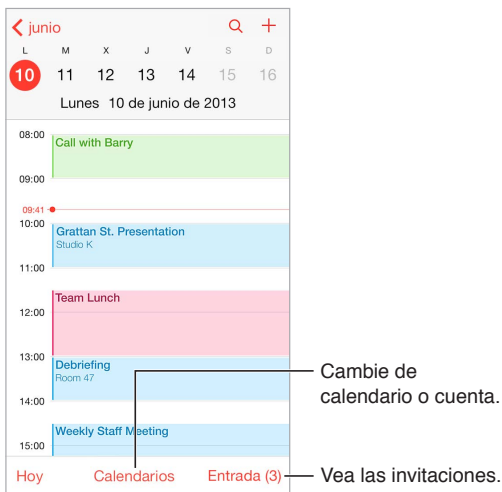 junio
L M X J V S D
10 11 12 13 14 15 16
Lunes 10 de junio de 2013
08:00
Call with Barry
09:00
09:41
10:00
Grattan St. Presentation
Studio K
11:00
Team Lunch
12:00
13:00
Debriefing
Room 47
14:00
Weekly Staff Meeting
15:00
Hoy Calendarios Entrada (3)
Cambie de
calendario o cuenta.
Vea las invitaciones.